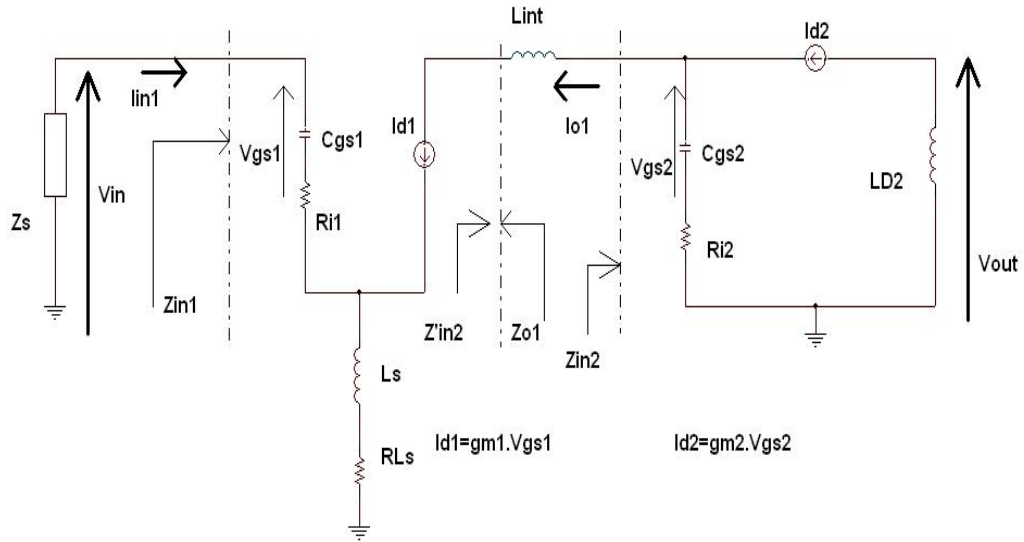 Lint
Id2
Iin1
Vgs1
Cgs1
Id1
Io1
Vgs2
Cgs2
LD2
Vin
Zs
Ri1
Ri2
Vout
Zin1
Z'in2
Zo1
Zin2
Ls
Id1=gm1.Vgs1
Id2=gm2.Vgs2
RLs